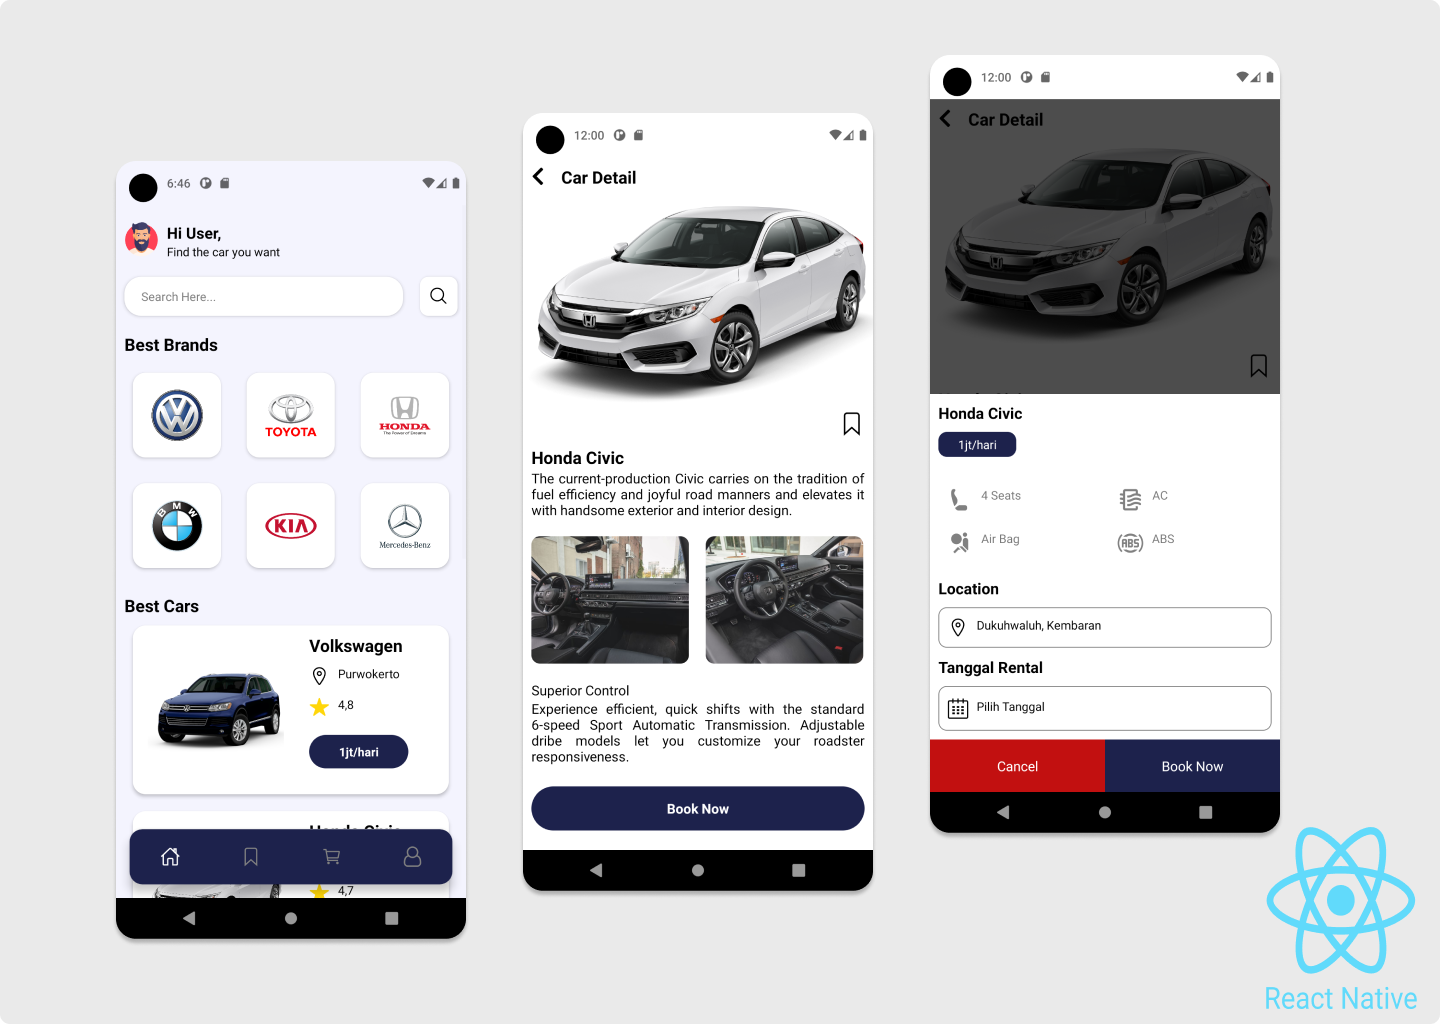 6:46
Hi User,
Find the car you want
Search Here...
Best Brands
TOYOTA
HONDA
The Power of Dreams
BMW
KIA
Mercedes-Benz
Best Cars
Volkswagen
Purwokerto
4,8
1jt/hari
Honda Civic
4,7
12:00
Car Detail
Honda Civic
The current-production Civic carries on the tradition of
fuel efficiency and joyful road manners and elevates it
with handsome exterior and interior design.
Superior Control
Experience efficient, quick shifts with the standard
6-speed Sport Automatic Transmission. Adjustable
dribe models let you customize your roadster
responsiveness.
Book Now
12:00
Car Detail
Honda Civic
1jt/hari
4 Seats
AC
Air Bag
ABS
ABS
Location
Dukuhwaluh, Kembaran
Tanggal Rental
Pilih Tanggal
Cancel
Book Now
React Native